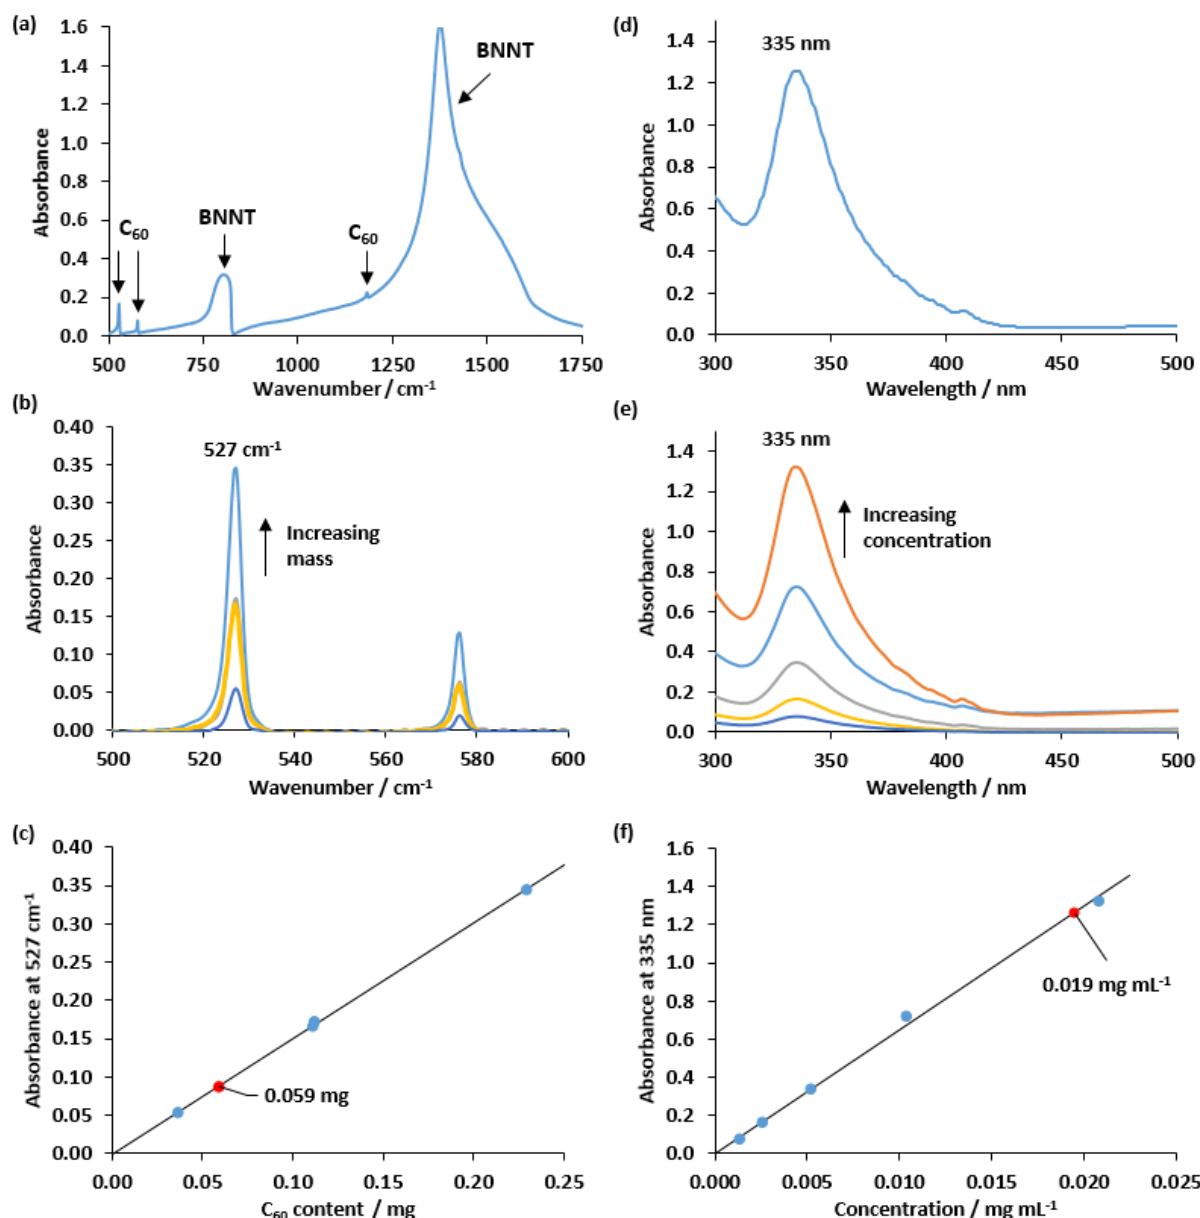 (a)
Absorbance
1.6
1.4
1.2
1.0
0.8
0.6
0.4
0.2
0.0
BNNT
C₆₀
BNNT
C₆₀
500 750 1000 1250 1500 1750
Wavenumber / cm⁻¹
(d)
Absorbance
1.4
1.2
1.0
0.8
0.6
0.4
0.2
0.0
335 nm
300 350 400 450 500
Wavelength / nm
(b)
Absorbance
0.40
0.35
0.30
0.25
0.20
0.15
0.10
0.05
0.00
527 cm⁻¹
Increasing
mass
500 520 540 560 580 600
Wavenumber / cm⁻¹
(e)
Absorbance
1.4
1.2
1.0
0.8
0.6
0.4
0.2
0.0
335 nm
Increasing
concentration
300 350 400 450 500
Wavelength / nm
(c)
Absorbance at 527 cm⁻¹
0.40
0.35
0.30
0.25
0.20
0.15
0.10
0.05
0.00
0.059 mg
0.00 0.05 0.10 0.15 0.20 0.25
C₆₀ content / mg
(f)
Absorbance at 335 nm
1.6
1.4
1.2
1.0
0.8
0.6
0.4
0.2
0.0
0.019 mg mL⁻¹
0.000 0.005 0.010 0.015 0.020 0.025
Concentration / mg mL⁻¹